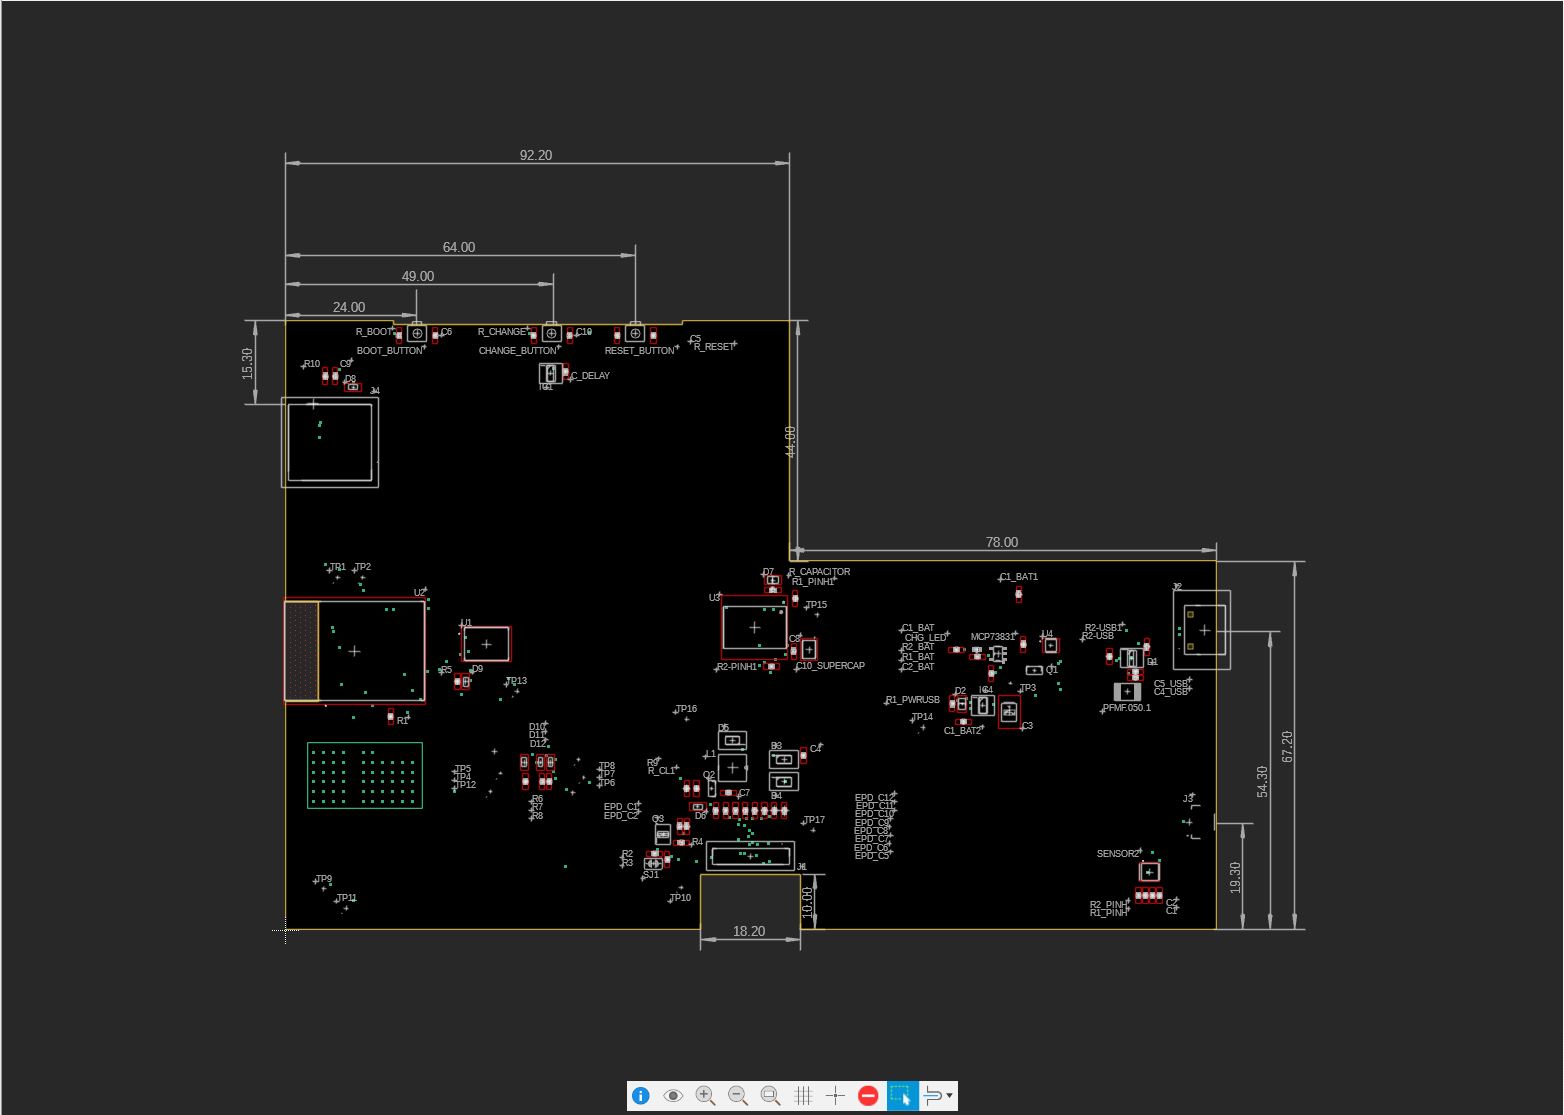 92.20
64.00
49.00
24.00
15.30
R_BOOT
C6
R_CHANGE
C10
C5
R_RESET
BOOT_BUTTON
CHANGE_BUTTON
RESET_BUTTON
R10
C9
D8
J4
C_DELAY
44.00
78.00
TP1
TP2
U2
D7
R_CAPACITOR
R1_PINH1
C1_BAT1
J2
U3
TP15
U1
C8
C1_BAT
CHG_LED
R2_BAT
R1_BAT
C2_BAT
MCP73831
U4
R2-USB1
R2-USB
D1
R5
D9
R2-PINH1
C10_SUPERCAP
Q1
TP13
R1_PWRUSB
D2
IC4
TP3
C5_USB
C4_USB
PFMF.050.1
R1
TP16
TP14
C1_BAT2
C3
D10
D11
D12
D5
D3
C4
L1
67.20
54.30
TP5
TP4
TP12
TP8
TP7
TP6
R9
R_CL1
Q2
D4
C7
R6
R7
R8
EPD_C1
EPD_C2
D6
Q3
TP17
EPD_C12
EPD_C11
EPD_C10
EPD_C9
EPD_C8
EPD_C7
EPD_C6
EPD_C5
J3
R4
R2
R3
SJ1
J1
SENSOR2
TP9
TP11
TP10
10.00
19.30
R2_PINH
R1_PINH
C2
C1
18.20